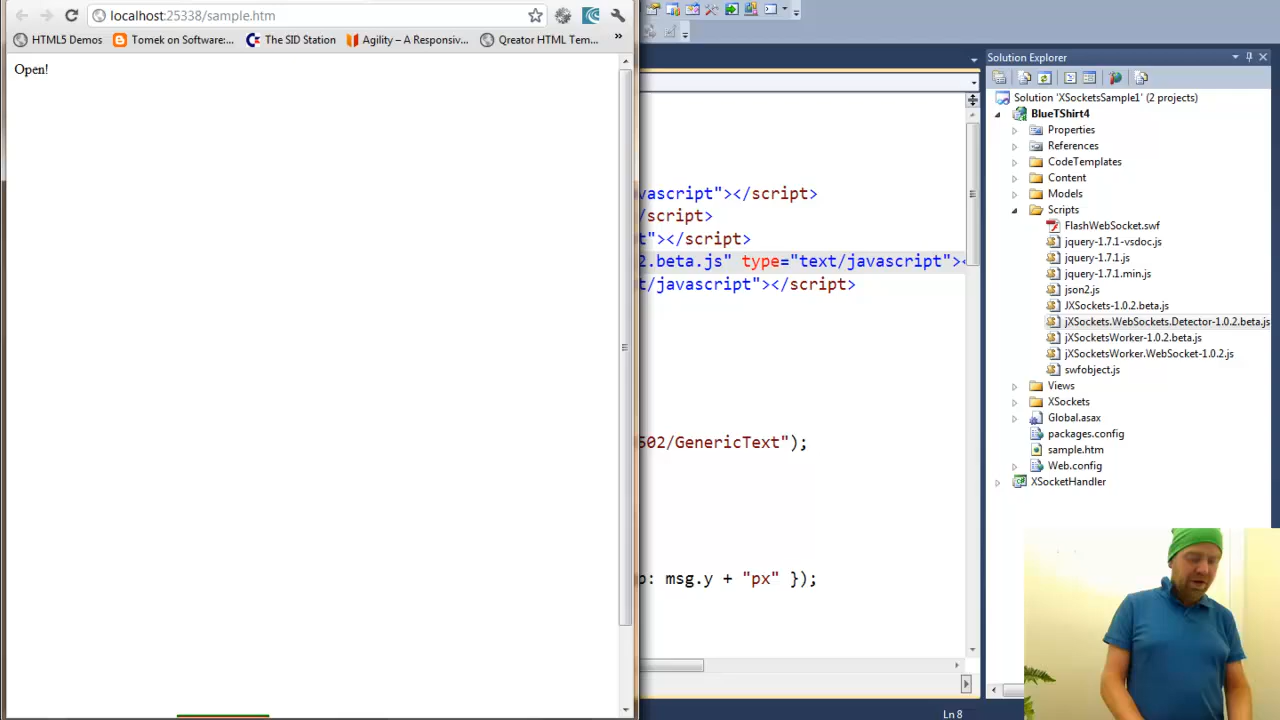 localhost:25338/sample.htm
HTML5 Demos
Tomek on Software:...
The SID Station
Agility – A Responsiv...
Qreator HTML Tem...
»
Open!
vascript"></script>
/script>
t"></script>
2.beta.js" type="text/javascript"><
t/javascript"></script>
502/GenericText");
p: msg.y + "px" });
Ln 8
Solution Explorer
Solution 'XSocketsSample1' (2 projects)
BlueTShirt4
Properties
References
CodeTemplates
Content
Models
Scripts
FlashWebSocket.swf
jquery-1.7.1-vsdoc.js
jquery-1.7.1.js
jquery-1.7.1.min.js
json2.js
JXSockets-1.0.2.beta.js
jXSockets.WebSockets.Detector-1.0.2.beta.js
jXSocketsWorker-1.0.2.beta.js
jXSocketsWorker.WebSocket-1.0.2.js
swfobject.js
Views
XSockets
Global.asax
packages.config
sample.htm
Web.config
XSocketHandler